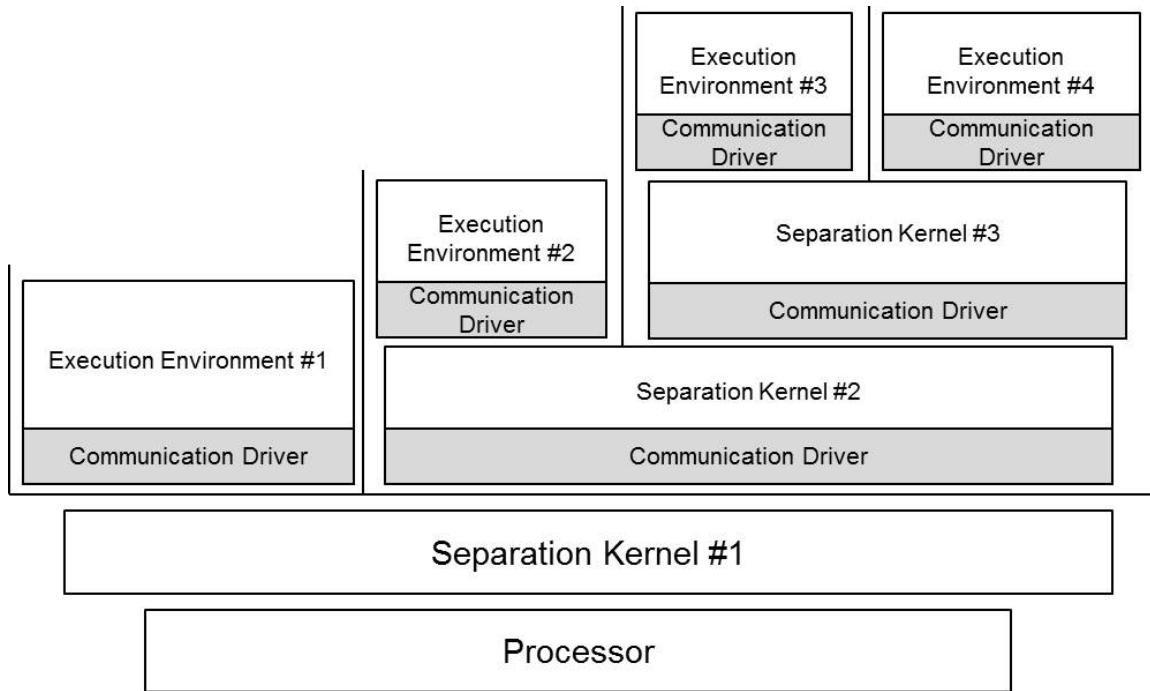 Execution
Environment #3
Execution
Environment #4
Communication
Driver
Communication
Driver
Execution
Environment #2
Separation Kernel #3
Communication
Driver
Communication Driver
Execution Environment #1
Separation Kernel #2
Communication Driver
Communication Driver
Separation Kernel #1
Processor